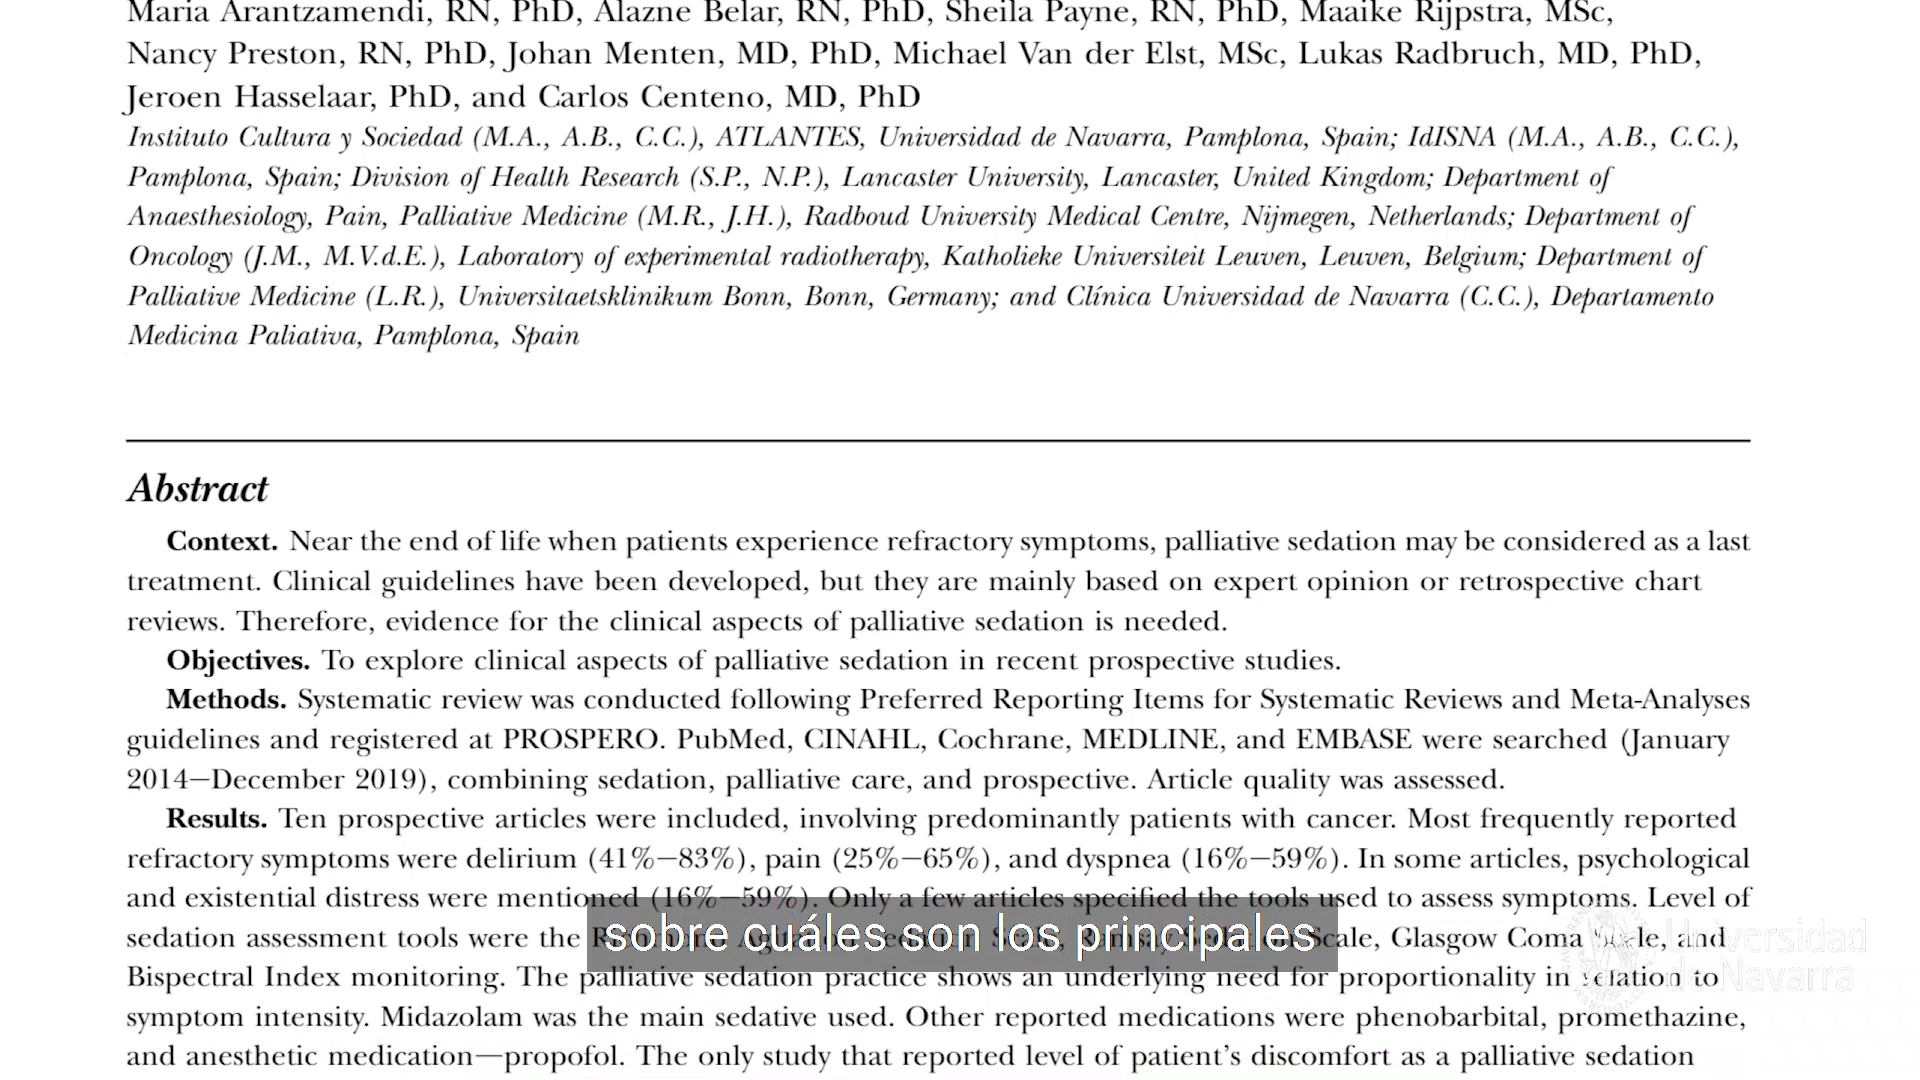 Maria Arantzamendi, RN, PhD, Alazne Belar, RN, PhD, Sheila Payne, RN, PhD, Maaike Rijpstra, MSc,
Nancy Preston, RN, PhD, Johan Menten, MD, PhD, Michael Van der Elst, MSc, Lukas Radbruch, MD, PhD,
Jeroen Hasselaar, PhD, and Carlos Centeno, MD, PhD
Instituto Cultura y Sociedad (M.A., A.B., C.C.), ATLANTES, Universidad de Navarra, Pamplona, Spain; IdISNA (M.A., A.B., C.C.),
Pamplona, Spain; Division of Health Research (S.P., N.P.), Lancaster University, Lancaster, United Kingdom; Department of
Anaesthesiology, Pain, Palliative Medicine (M.R., J.H.), Radboud University Medical Centre, Nijmegen, Netherlands; Department of
Oncology (J.M., M.V.d.E.), Laboratory of experimental radiotherapy, Katholieke Universiteit Leuven, Leuven, Belgium; Department of
Palliative Medicine (L.R.), Universitaetsklinikum Bonn, Bonn, Germany; and Clínica Universidad de Navarra (C.C.), Departamento
Medicina Paliativa, Pamplona, Spain
Abstract
Context. Near the end of life when patients experience refractory symptoms, palliative sedation may be considered as a last
treatment. Clinical guidelines have been developed, but they are mainly based on expert opinion or retrospective chart
reviews. Therefore, evidence for the clinical aspects of palliative sedation is needed.
Objectives. To explore clinical aspects of palliative sedation in recent prospective studies.
Methods. Systematic review was conducted following Preferred Reporting Items for Systematic Reviews and Meta-Analyses
guidelines and registered at PROSPERO. PubMed, CINAHL, Cochrane, MEDLINE, and EMBASE were searched (January
2014–December 2019), combining sedation, palliative care, and prospective. Article quality was assessed.
Results. Ten prospective articles were included, involving predominantly patients with cancer. Most frequently reported
refractory symptoms were delirium (41%–83%), pain (25%–65%), and dyspnea (16%–59%). In some articles, psychological
and existential distress were mentioned (16%–59%). Only a few articles specified the tools used to assess symptoms. Level of
sedation assessment tools were the Scale, Glasgow Coma Scale, and
sobre cuáles son los principales
Universidad
de Navarra
Bispectral Index monitoring. The palliative sedation practice shows an underlying need for proportionality in relation to
symptom intensity. Midazolam was the main sedative used. Other reported medications were phenobarbital, promethazine,
and anesthetic medication—propofol. The only study that reported level of patient's discomfort as a palliative sedation